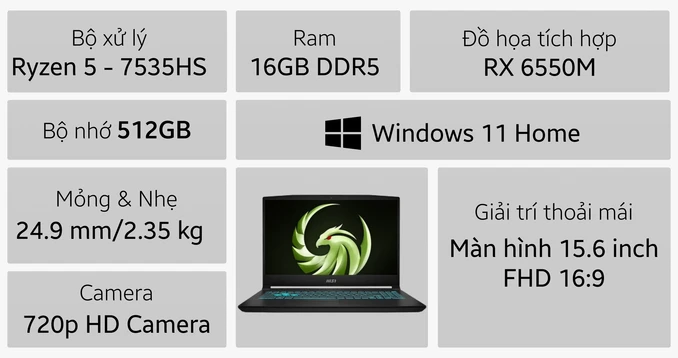 Bộ xử lý
Ryzen 5 - 7535HS
Ram
16GB DDR5
Đồ họa tích hợp
RX 6550M
Bộ nhớ 512GB
Windows 11 Home
Mỏng & Nhẹ
24.9 mm/2.35 kg
Camera
720p HD Camera
msi
Giải trí thoải mái
Màn hình 15.6 inch
FHD 16:9